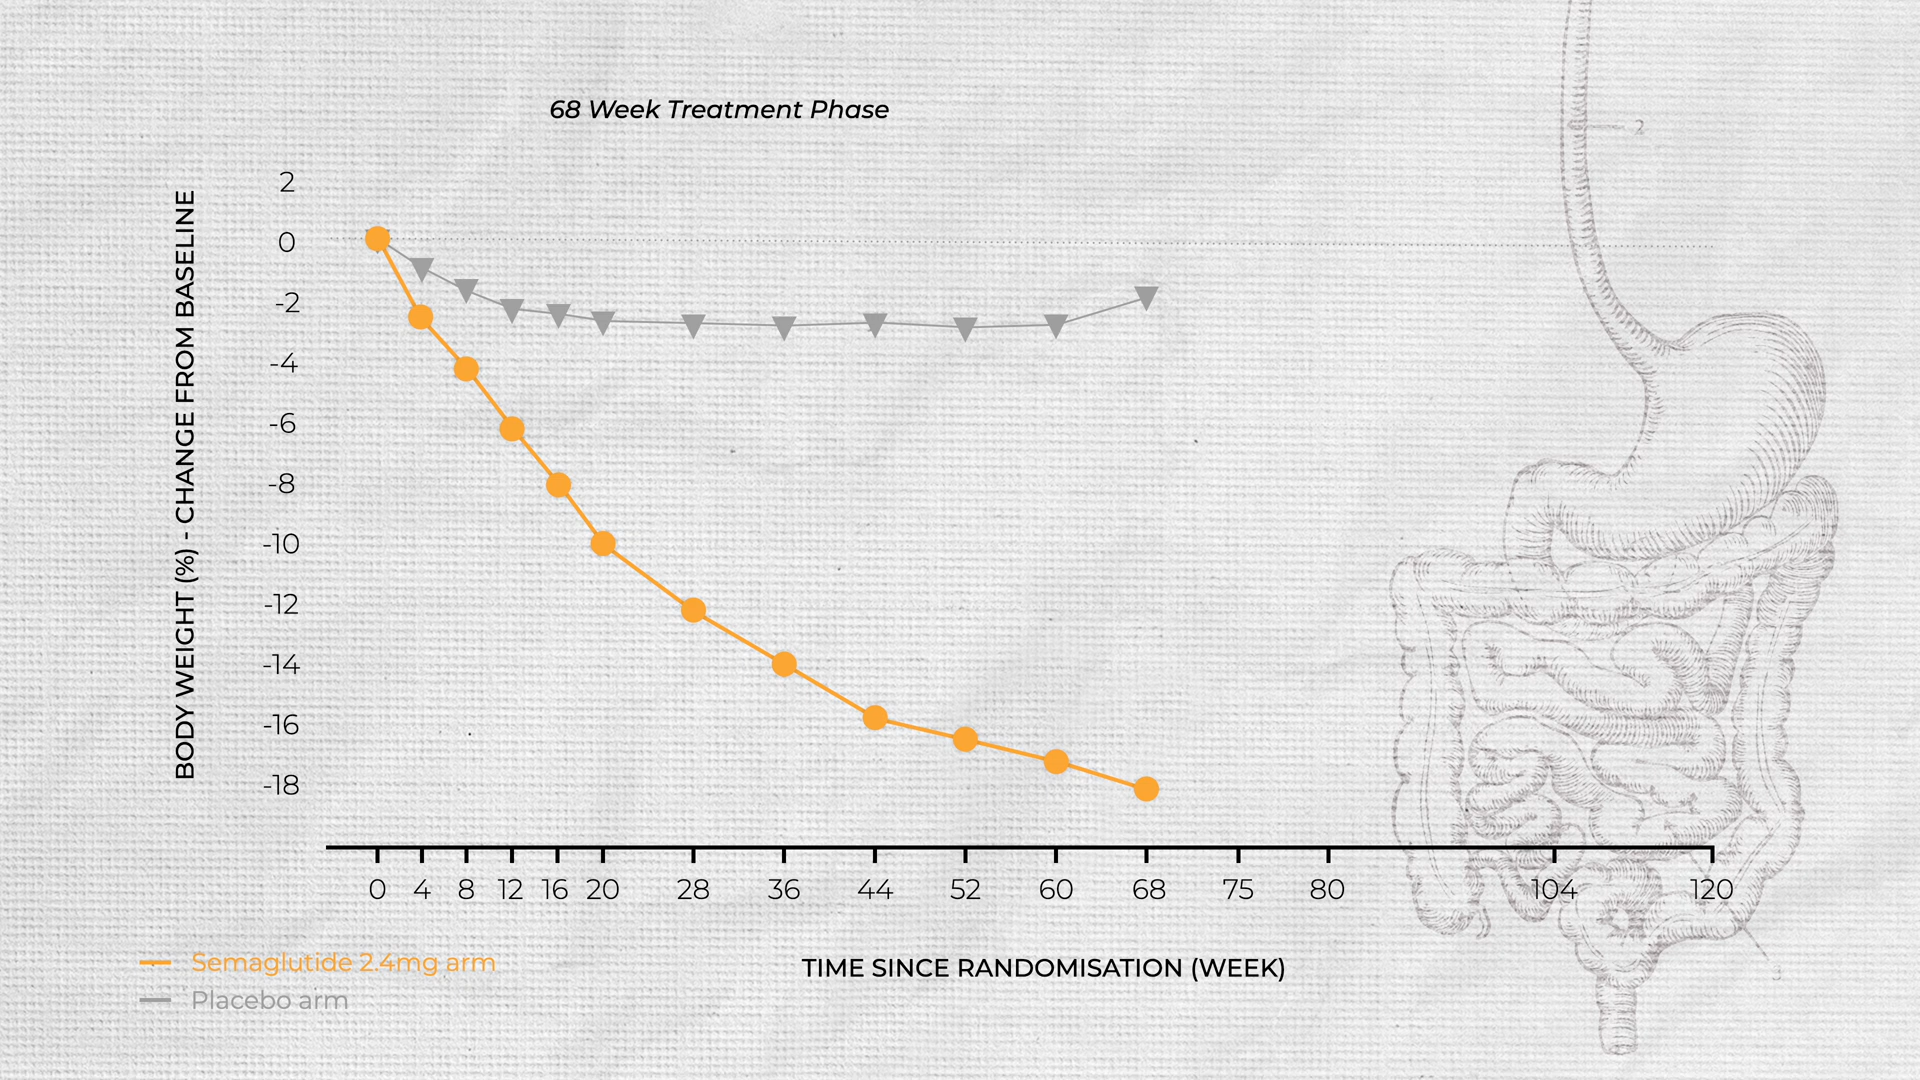 68 Week Treatment Phase
BODY WEIGHT (%) - CHANGE FROM BASELINE
2
0
-2
-4
-6
-8
-10
-12
-14
-16
-18
0 4 8 12 16 20 28 36 44 52 60 68 75 80 104 120
TIME SINCE RANDOMISATION (WEEK)
Semaglutide 2.4mg arm
Placebo arm
2
3